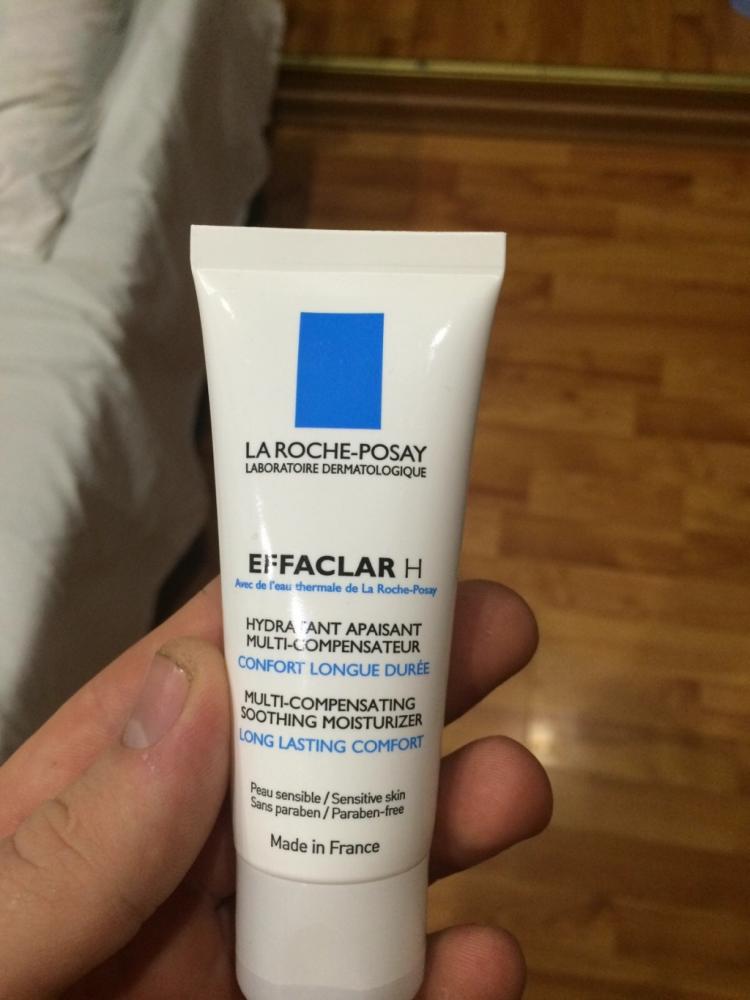 LA ROCHE-POSAY
LABORATOIRE DERMATOLOGIQUE
EFFACLAR H
Avec de l'eau thermale de La Roche-Posay
HYDRATANT APAISANT
MULTI-COMPENSATEUR
CONFORT LONGUE DURÉE
MULTI-COMPENSATING
SOOTHING MOISTURIZER
LONG LASTING COMFORT
Peau sensible / Sensitive skin
Sans paraben / Paraben-free
Made in France